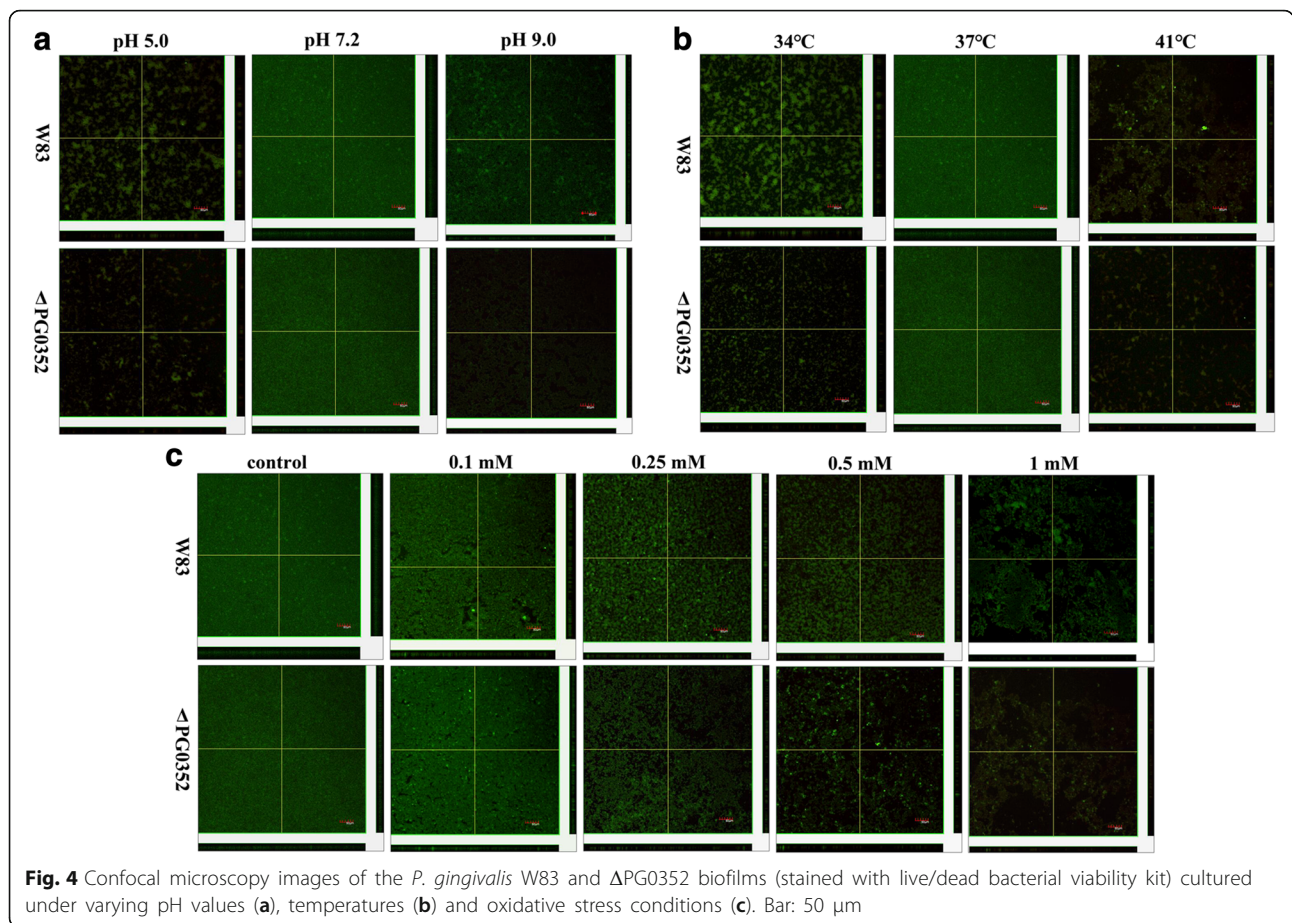 a
pH 5.0 pH 7.2 pH 9.0
W83
ΔPG0352
b
34℃ 37℃ 41℃
W83
ΔPG0352
c
control 0.1 mM 0.25 mM 0.5 mM 1 mM
W83
ΔPG0352
Fig. 4 Confocal microscopy images of the P. gingivalis W83 and ΔPG0352 biofilms (stained with live/dead bacterial viability kit) cultured
under varying pH values (a), temperatures (b) and oxidative stress conditions (c). Bar: 50 μm